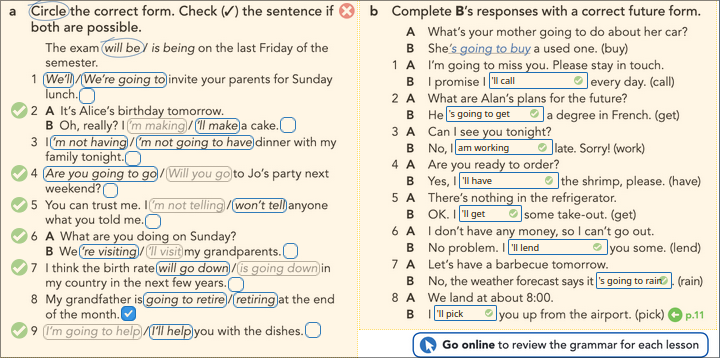 a Circle the correct form. Check (✓) the sentence if
both are possible.
The exam will be / is being on the last Friday of the
semester.
1 We'll / We're going to invite your parents for Sunday
lunch.
2 A It's Alice's birthday tomorrow.
B Oh, really? I 'm making / 'll make a cake.
3 I 'm not having / 'm not going to have dinner with my
family tonight.
4 Are you going to go / Will you go to Jo's party next
weekend?
5 You can trust me. I 'm not telling / won't tell anyone
what you told me.
6 A What are you doing on Sunday?
B We 're visiting / 'll visit my grandparents.
7 I think the birth rate will go down / is going down in
my country in the next few years.
8 My grandfather is going to retire / retiring at the end
of the month.
9 I'm going to help / I'll help you with the dishes.
b Complete B's responses with a correct future form.
A What's your mother going to do about her car?
B She's going to buy a used one. (buy)
1 A I'm going to miss you. Please stay in touch.
B I promise I 'll call every day. (call)
2 A What are Alan's plans for the future?
B He 's going to get a degree in French. (get)
3 A Can I see you tonight?
B No, I am working late. Sorry! (work)
4 A Are you ready to order?
B Yes, I 'll have the shrimp, please. (have)
5 A There's nothing in the refrigerator.
B OK. I 'll get some take-out. (get)
6 A I don't have any money, so I can't go out.
B No problem. I 'll lend you some. (lend)
7 A Let's have a barbecue tomorrow.
B No, the weather forecast says it 's going to rain. (rain)
8 A We land at about 8:00.
B I 'll pick you up from the airport. (pick) p.11
Go online to review the grammar for each lesson